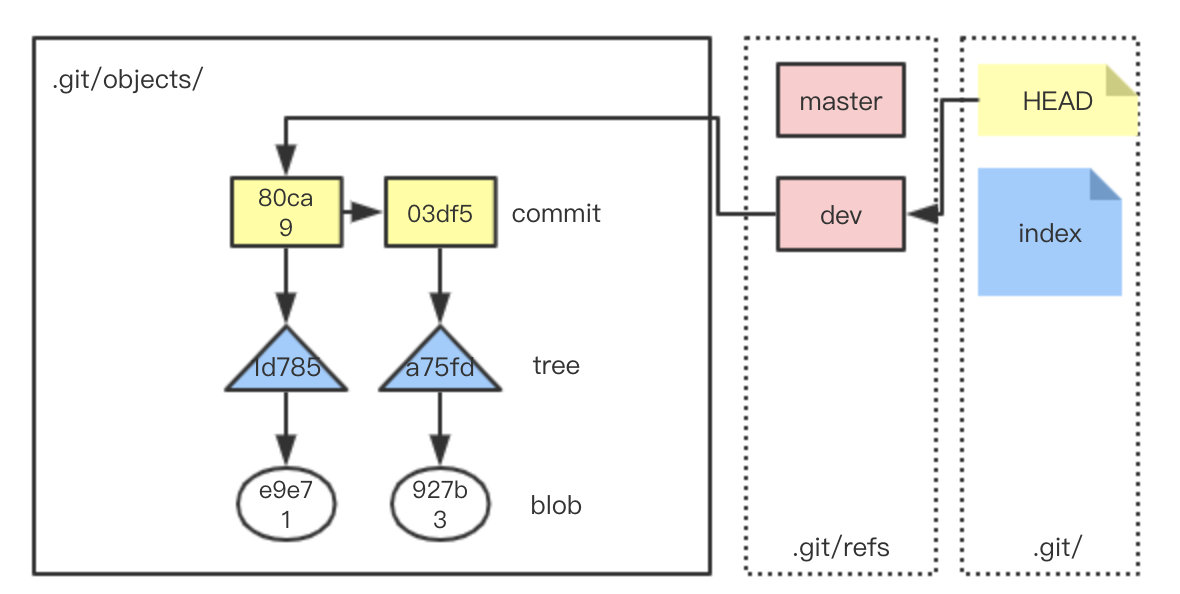 .git/objects/
master
HEAD
80ca
9
03df5
commit
dev
index
ld785
a75fd
tree
e9e7
1
927b
3
blob
.git/refs
.git/